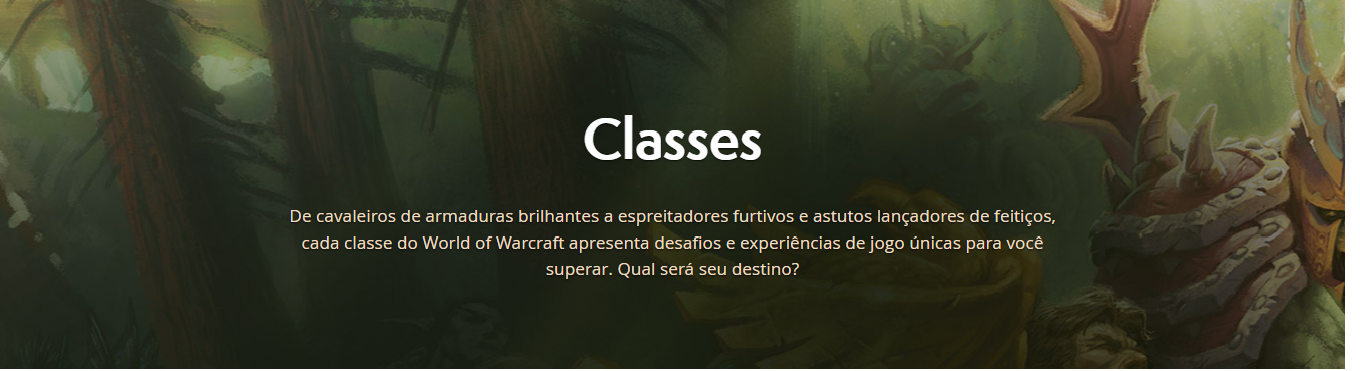 Classes
De cavaleiros de armaduras brilhantes a espreitadores furtivos e astutos lançadores de feitiços,
cada classe do World of Warcraft apresenta desafios e experiências de jogo únicas para você
superar. Qual será seu destino?